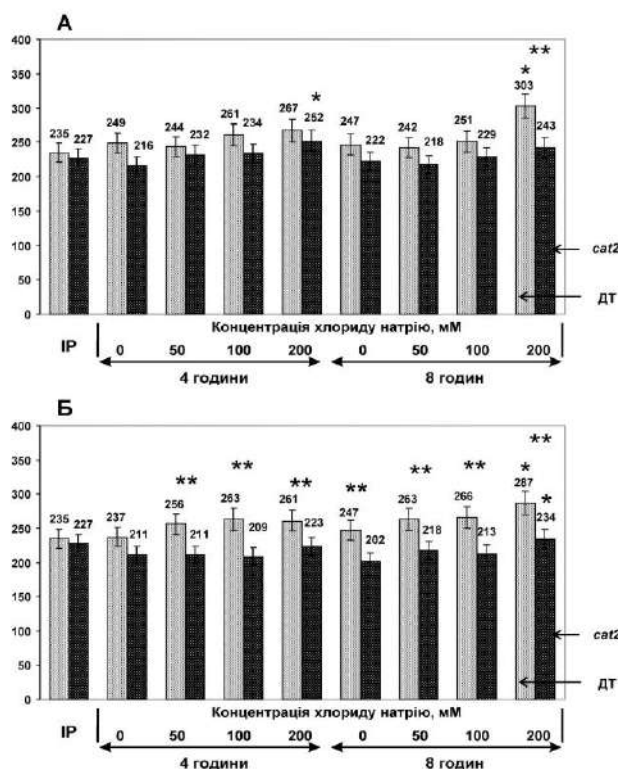 А
400
350
300
250
200
150
100
50
0
235 227 249 216 244 232 261 234 267 * 252 247 222 242 218 251 229 ** * 303 243
cat2
ДТ
Концентрація хлориду натрію, мМ
ІР 0 50 100 200 0 50 100 200
4 години 8 годин
Б
400
350
300
250
200
150
100
50
0
** ** ** ** ** ** ** * *
235 227 237 211 256 211 263 209 261 223 247 202 263 218 266 213 287 234
cat2
ДТ
Концентрація хлориду натрію, мМ
ІР 0 50 100 200 0 50 100 200
4 години 8 годин